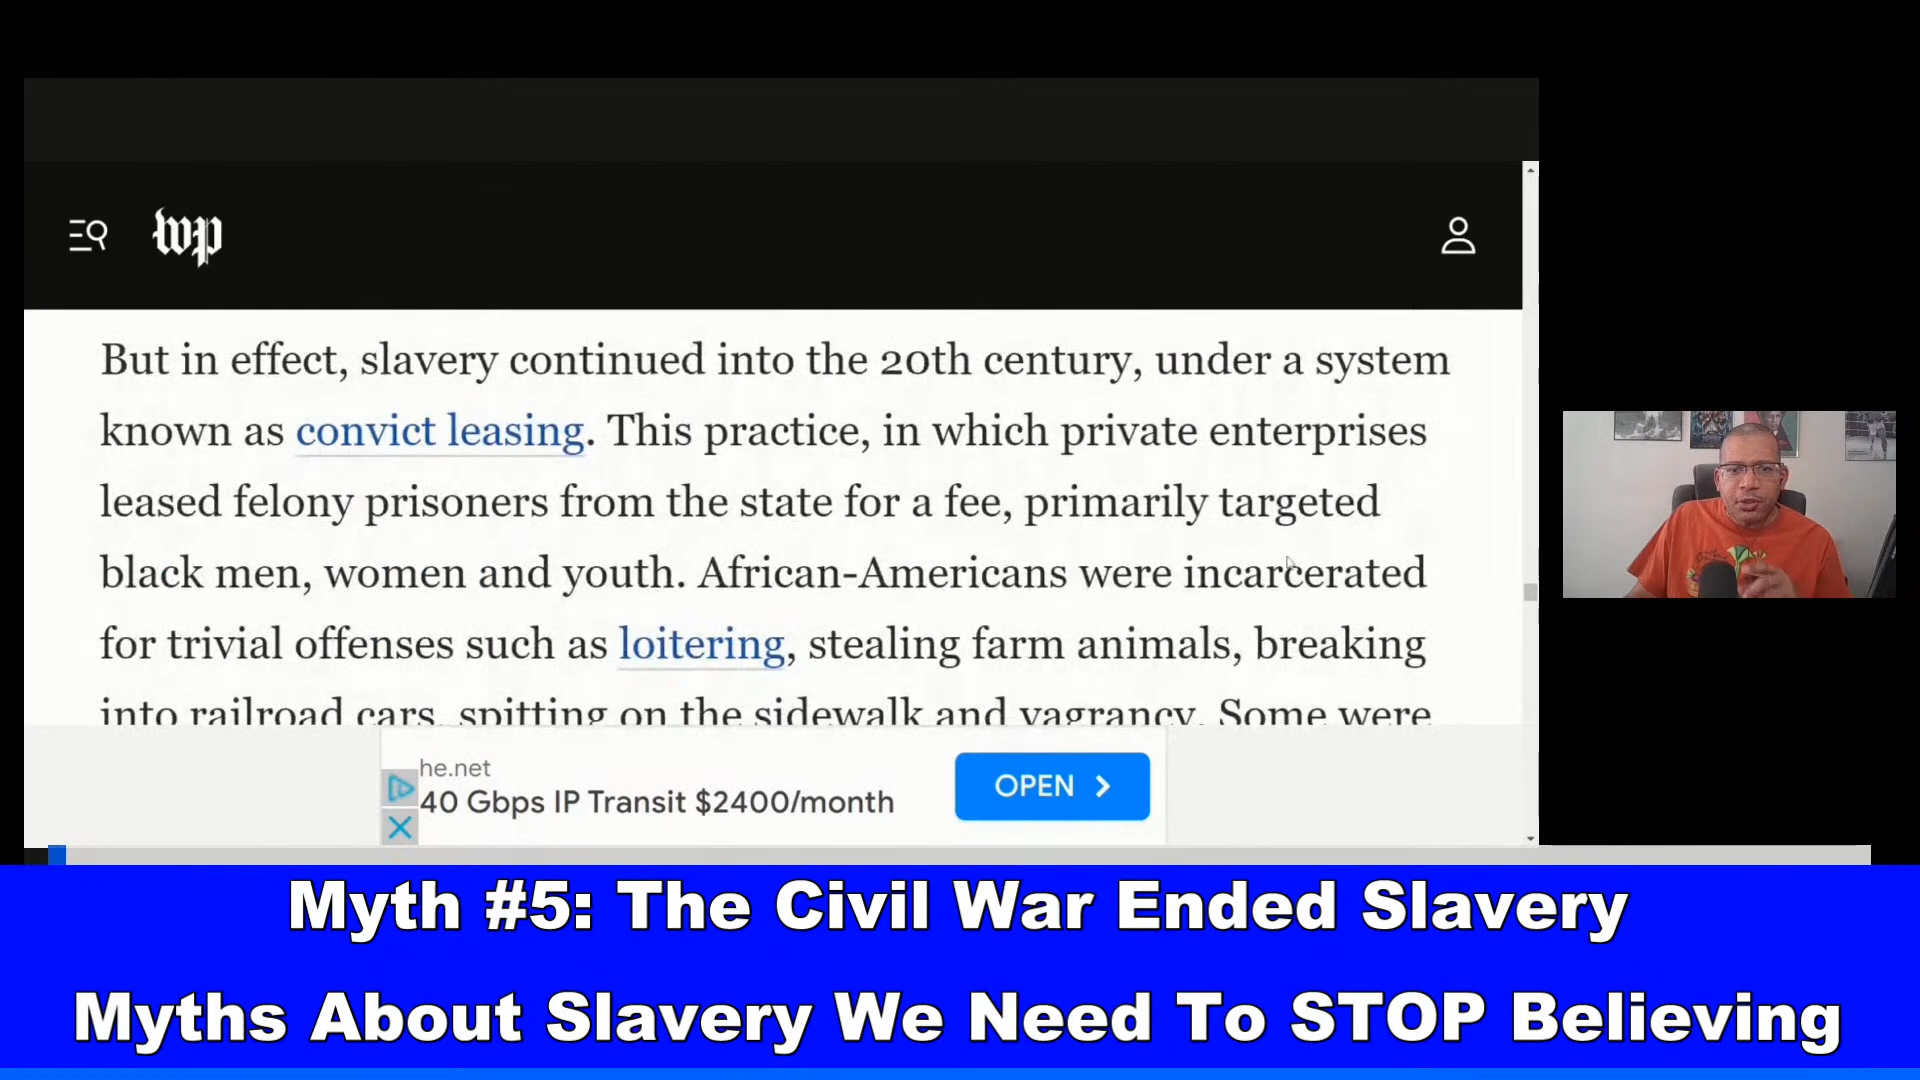 wp
But in effect, slavery continued into the 20th century, under a system
known as convict leasing. This practice, in which private enterprises
leased felony prisoners from the state for a fee, primarily targeted
black men, women and youth. African-Americans were incarcerated
for trivial offenses such as loitering, stealing farm animals, breaking
into railroad cars, spitting on the sidewalk and vagrancy. Some were
he.net
40 Gbps IP Transit $2400/month
OPEN
Myth #5: The Civil War Ended Slavery
Myths About Slavery We Need To STOP Believing